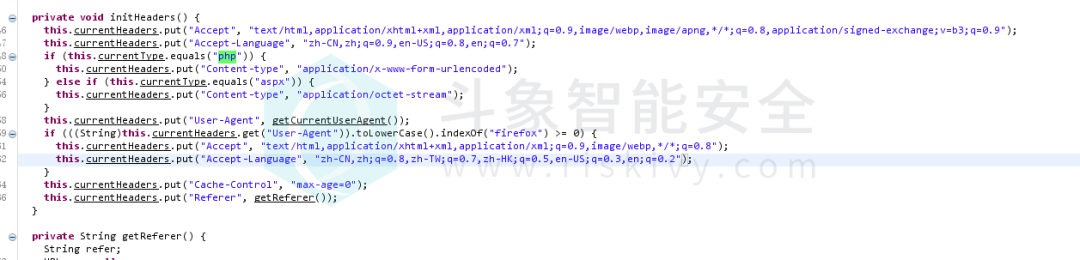 private void initHeaders() {
this.currentHeaders.put("Accept", "text/html,application/xhtml+xml,application/xml;q=0.9,image/webp,image/apng,*/*;q=0.8,application/signed-exchange;v=b3;q=0.9");
this.currentHeaders.put("Accept-Language", "zh-CN,zh;q=0.9,en-US;q=0.8,en;q=0.7");
if (this.currentType.equals("php")) {
this.currentHeaders.put("Content-type", "application/x-www-form-urlencoded");
} else if (this.currentType.equals("aspx")) {
this.currentHeaders.put("Content-type", "application/octet-stream");
}
this.currentHeaders.put("User-Agent", getCurrentUserAgent());
if (((String)this.currentHeaders.get("User-Agent")).toLowerCase().indexOf("firefox") >= 0) {
this.currentHeaders.put("Accept", "text/html,application/xhtml+xml,application/xml;q=0.9,image/webp,*/*;q=0.8");
this.currentHeaders.put("Accept-Language", "zh-CN,zh;q=0.8,zh-TW;q=0.7,zh-HK;q=0.5,en-US;q=0.3,en;q=0.2");
}
this.currentHeaders.put("Cache-Control", "max-age=0");
this.currentHeaders.put("Referer", getReferer());
}
private String getReferer() {
String refer;
斗象智能安全
www.riskivy.com